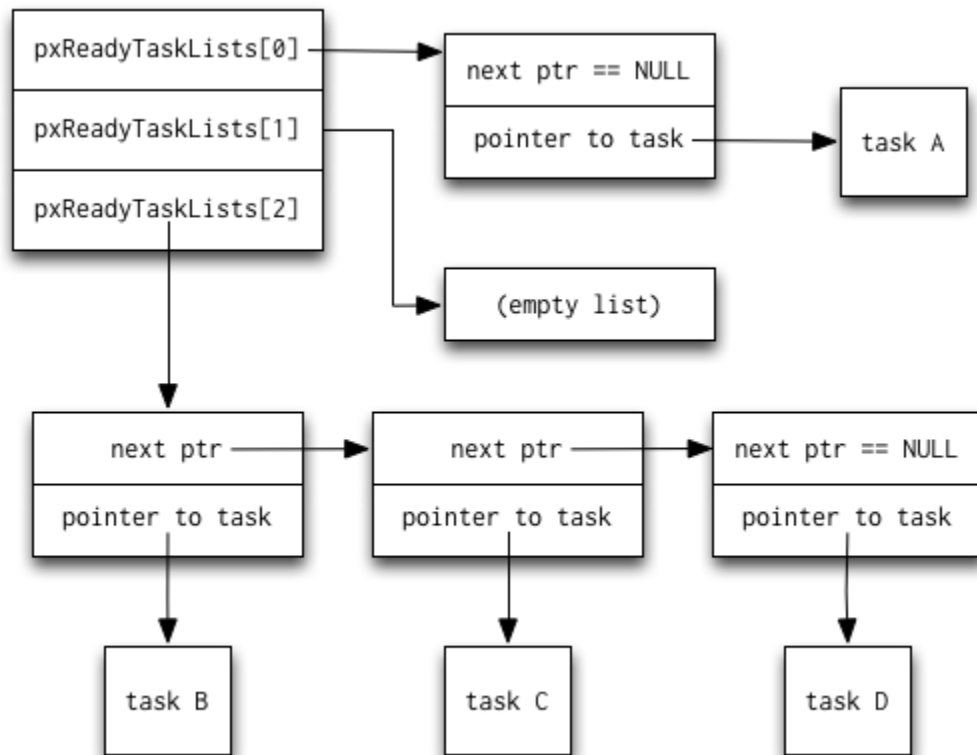 pxReadyTaskLists[0]
next ptr == NULL
pxReadyTaskLists[1]
pointer to task
task A
pxReadyTaskLists[2]
(empty list)
next ptr
next ptr
next ptr == NULL
pointer to task
pointer to task
pointer to task
task B
task C
task D